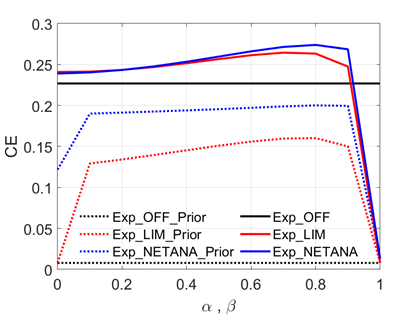 0.3
0.25
0.2
0.15
0.1
0.05
0
CE
Exp_OFF_Prior Exp_OFF
Exp_LIM_Prior Exp_LIM
Exp_NETANA_Prior Exp_NETANA
0 0.2 0.4 0.6 0.8 1
α , β